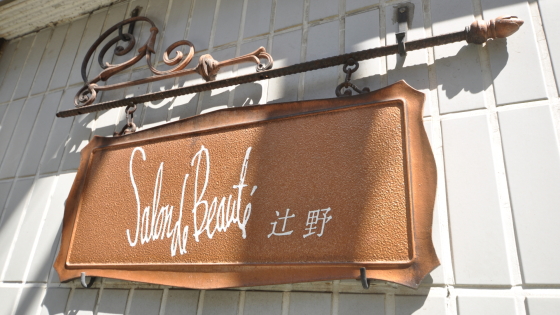 Salon de Beauté 辻野